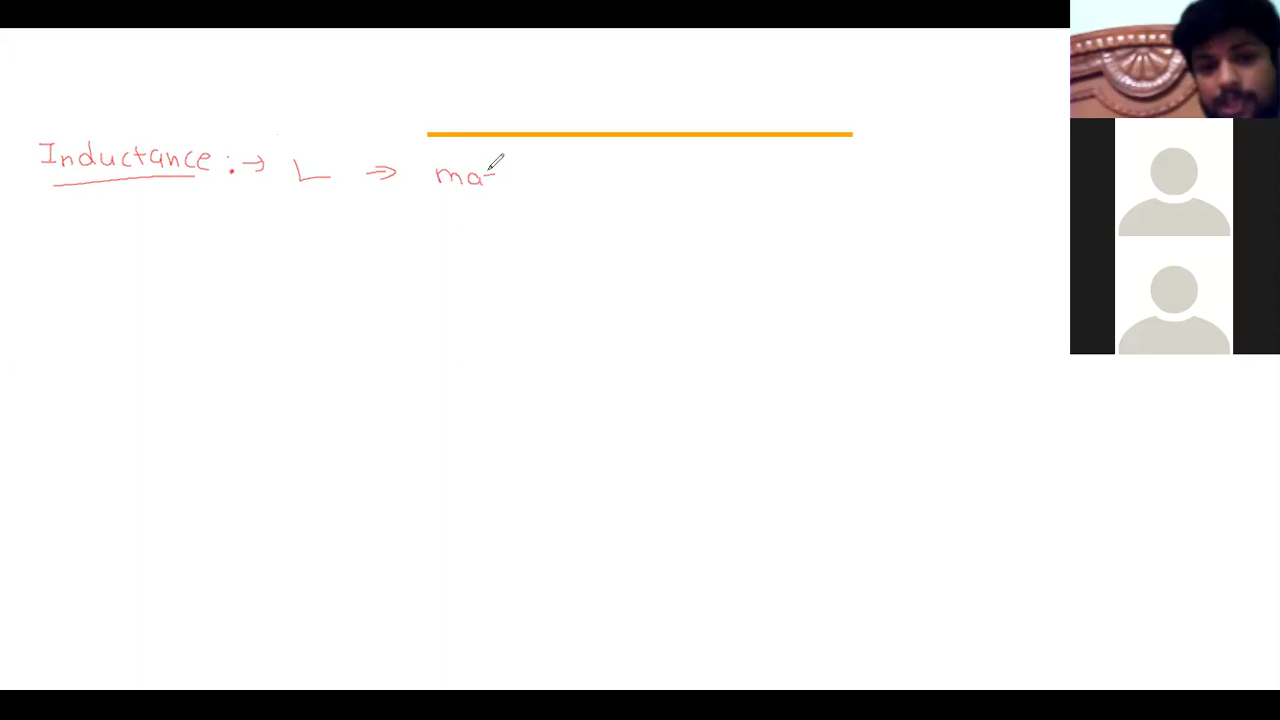 Inductance : → L → ma